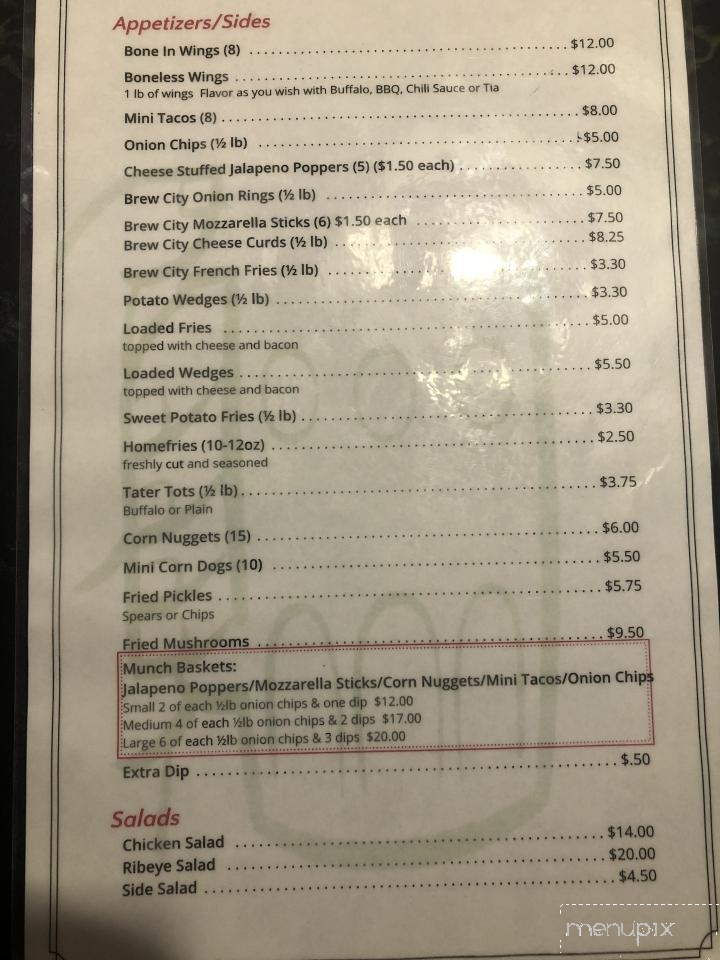 Appetizers/Sides
Bone In Wings (8) $12.00
Boneless Wings $12.00
1 lb of wings Flavor as you wish with Buffalo, BBQ, Chili Sauce or Tia
Mini Tacos (8) $8.00
Onion Chips (½ lb) $5.00
Cheese Stuffed Jalapeno Poppers (5) ($1.50 each) $7.50
Brew City Onion Rings (½ lb) $5.00
Brew City Mozzarella Sticks (6) $1.50 each $7.50
Brew City Cheese Curds (½ lb) $8.25
Brew City French Fries (½ lb) $3.30
Potato Wedges (½ lb) $3.30
Loaded Fries $5.00
topped with cheese and bacon
Loaded Wedges $5.50
topped with cheese and bacon
Sweet Potato Fries (½ lb) $3.30
Homefries (10-12oz) $2.50
freshly cut and seasoned
Tater Tots (½ lb) $3.75
Buffalo or Plain
Corn Nuggets (15) $6.00
Mini Corn Dogs (10) $5.50
Fried Pickles $5.75
Spears or Chips
Fried Mushrooms $9.50
Munch Baskets:
Jalapeno Poppers/Mozzarella Sticks/Corn Nuggets/Mini Tacos/Onion Chips
Small 2 of each ½lb onion chips & one dip $12.00
Medium 4 of each ½lb onion chips & 2 dips $17.00
Large 6 of each ½lb onion chips & 3 dips $20.00
Extra Dip $.50
Salads
Chicken Salad $14.00
Ribeye Salad $20.00
Side Salad $4.50
menupix